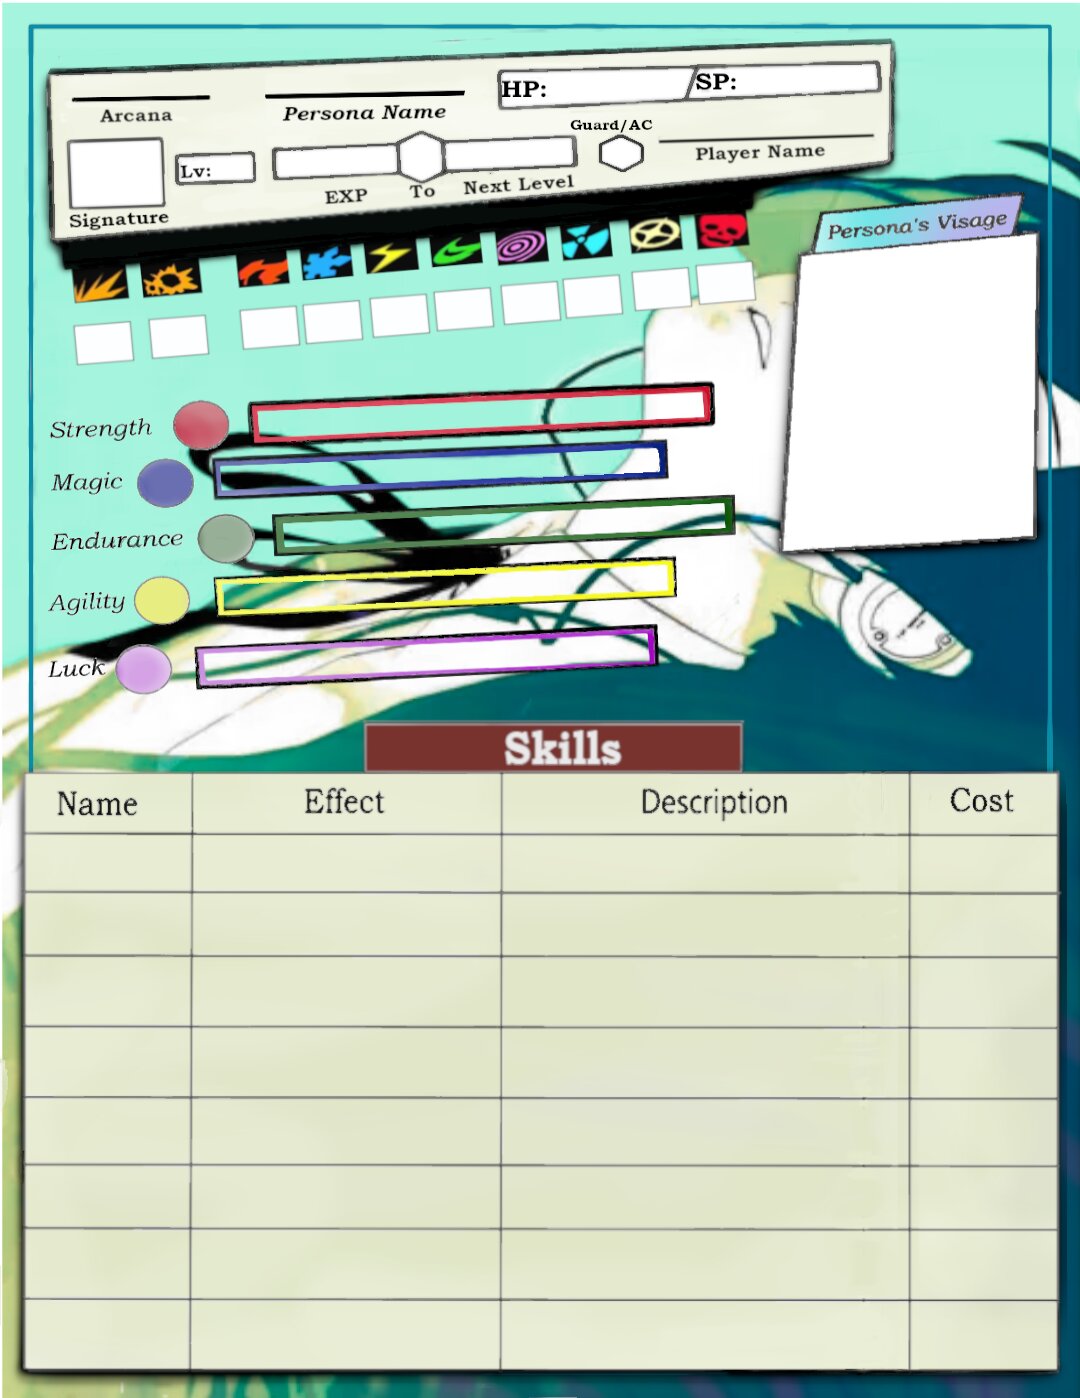 HP: SP:
Arcana Persona Name Guard/AC
Lv: Player Name
EXP To Next Level
Signature
Persona's Visage
Strength
Magic
Endurance
Agility
Luck
Skills
Name Effect Description Cost